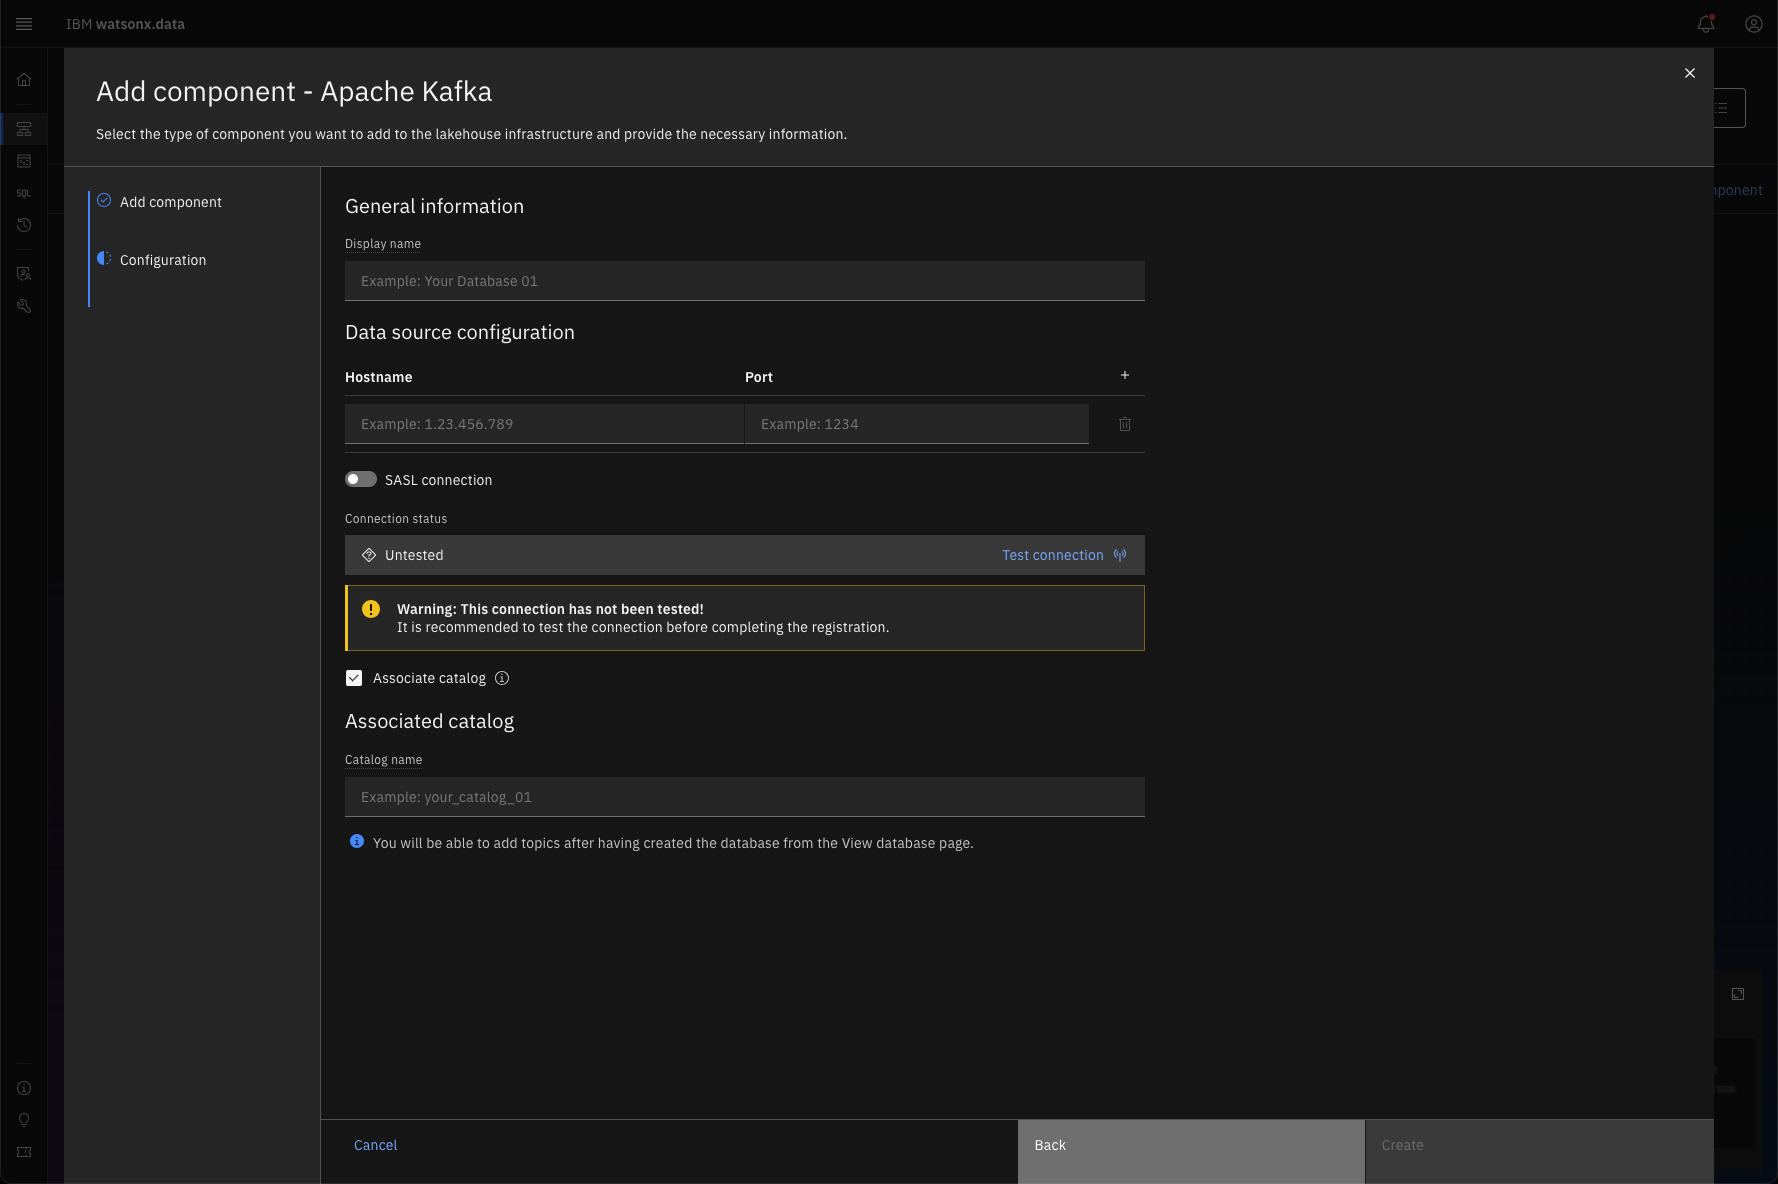 IBM watsonx.data
Add component - Apache Kafka
Select the type of component you want to add to the lakehouse infrastructure and provide the necessary information.
SQL
Add component
Configuration
General information
Display name
Example: Your Database 01
Data source configuration
Hostname
Port
Example: 1.23.456.789
Example: 1234
SASL connection
Connection status
Untested
Test connection
Warning: This connection has not been tested!
It is recommended to test the connection before completing the registration.
Associate catalog
Associated catalog
Catalog name
Example: your_catalog_01
You will be able to add topics after having created the database from the View database page.
Cancel
Back
Create